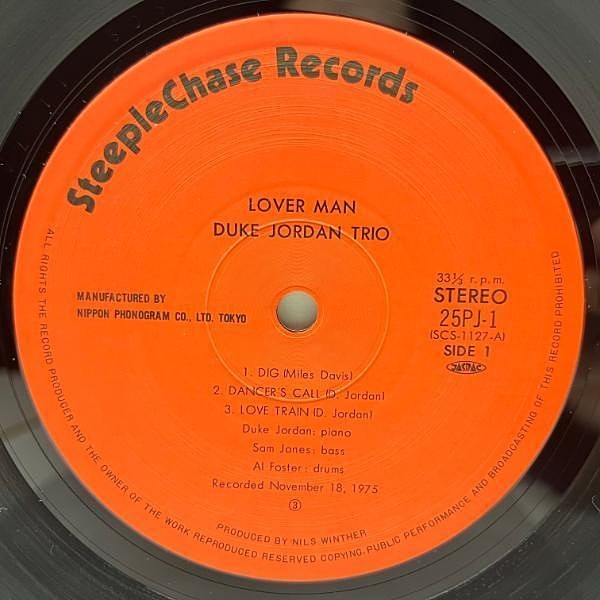 SteepleChase Records
LOVER MAN
DUKE JORDAN TRIO
MANUFACTURED BY
NIPPON PHONOGRAM CO., LTD. TOKYO
33⅓ r.p.m.
STEREO
25PJ-1
(SCS-1127-A)
SIDE 1
JASRAC
1. DIG (Miles Davis)
2. DANCER'S CALL (D. Jordan)
3. LOVE TRAIN (D. Jordan)
Duke Jordan: piano
Sam Jones: bass
Al Foster: drums
Recorded November 18, 1975
③
PRODUCED BY NILS WINTHER
ALL RIGHTS THE RECORD PRODUCER AND THE OWNER OF THE WORK REPRODUCED RESERVED COPYING, PUBLIC PERFORMANCE AND BROADCASTING OF THIS RECORD PROHIBITED